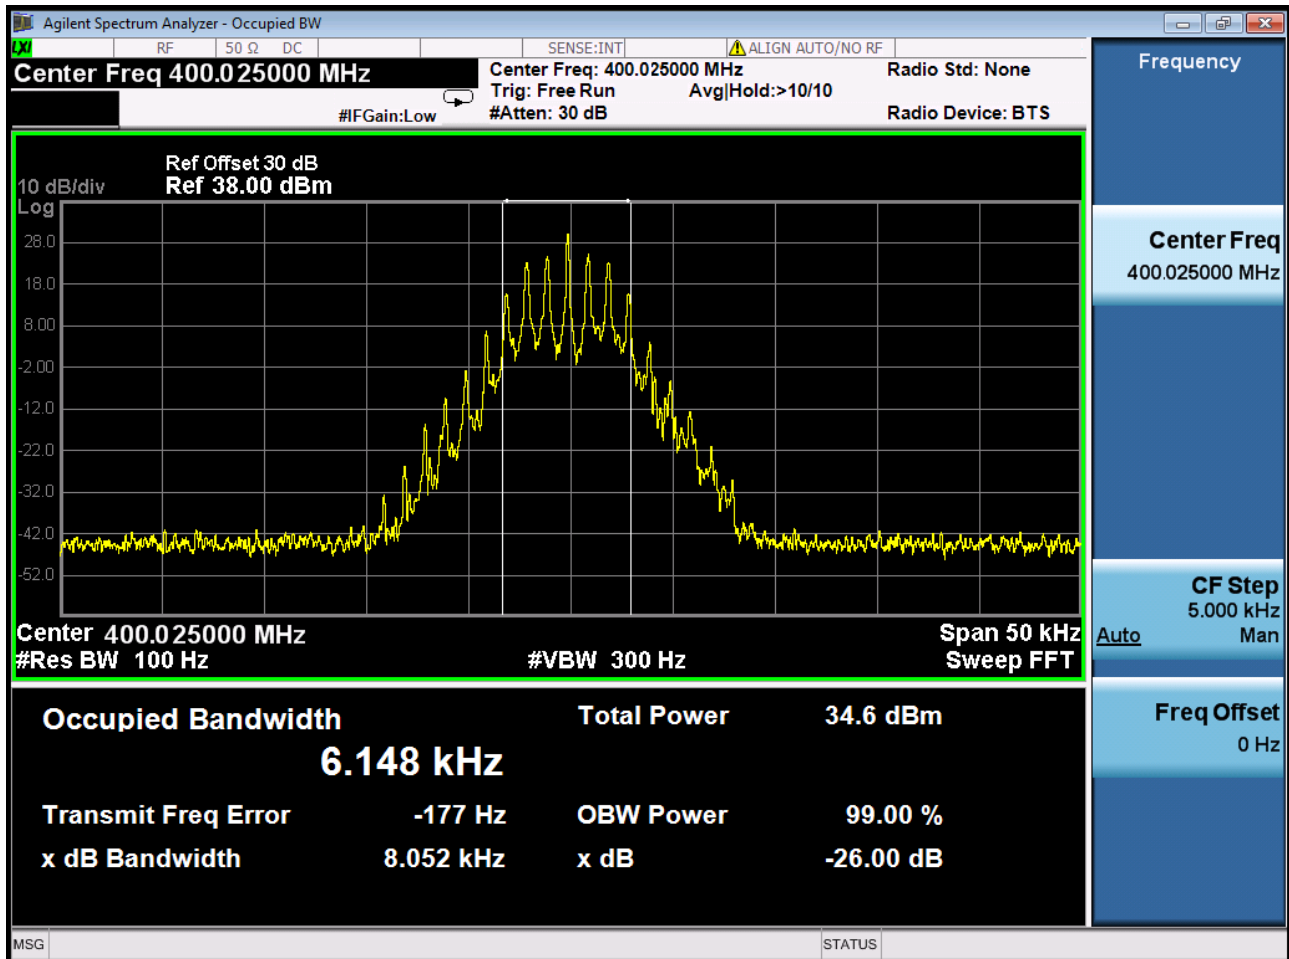 Agilent Spectrum Analyzer - Occupied BW
LXI RF 50 Ω DC SENSE:INT ALIGN AUTO/NO RF
Center Freq 400.025000 MHz
Center Freq: 400.025000 MHz Radio Std: None
Trig: Free Run Avg|Hold:>10/10
#IFGain:Low #Atten: 30 dB Radio Device: BTS
Ref Offset 30 dB
10 dB/div Ref 38.00 dBm
Log
28.0
18.0
8.00
-2.00
-12.0
-22.0
-32.0
-42.0
-52.0
Center 400.025000 MHz Span 50 kHz
#Res BW 100 Hz #VBW 300 Hz Sweep FFT
Occupied Bandwidth Total Power 34.6 dBm
6.148 kHz
Transmit Freq Error -177 Hz OBW Power 99.00 %
x dB Bandwidth 8.052 kHz x dB -26.00 dB
Frequency
Center Freq
400.025000 MHz
CF Step
5.000 kHz
Auto Man
Freq Offset
0 Hz
MSG STATUS